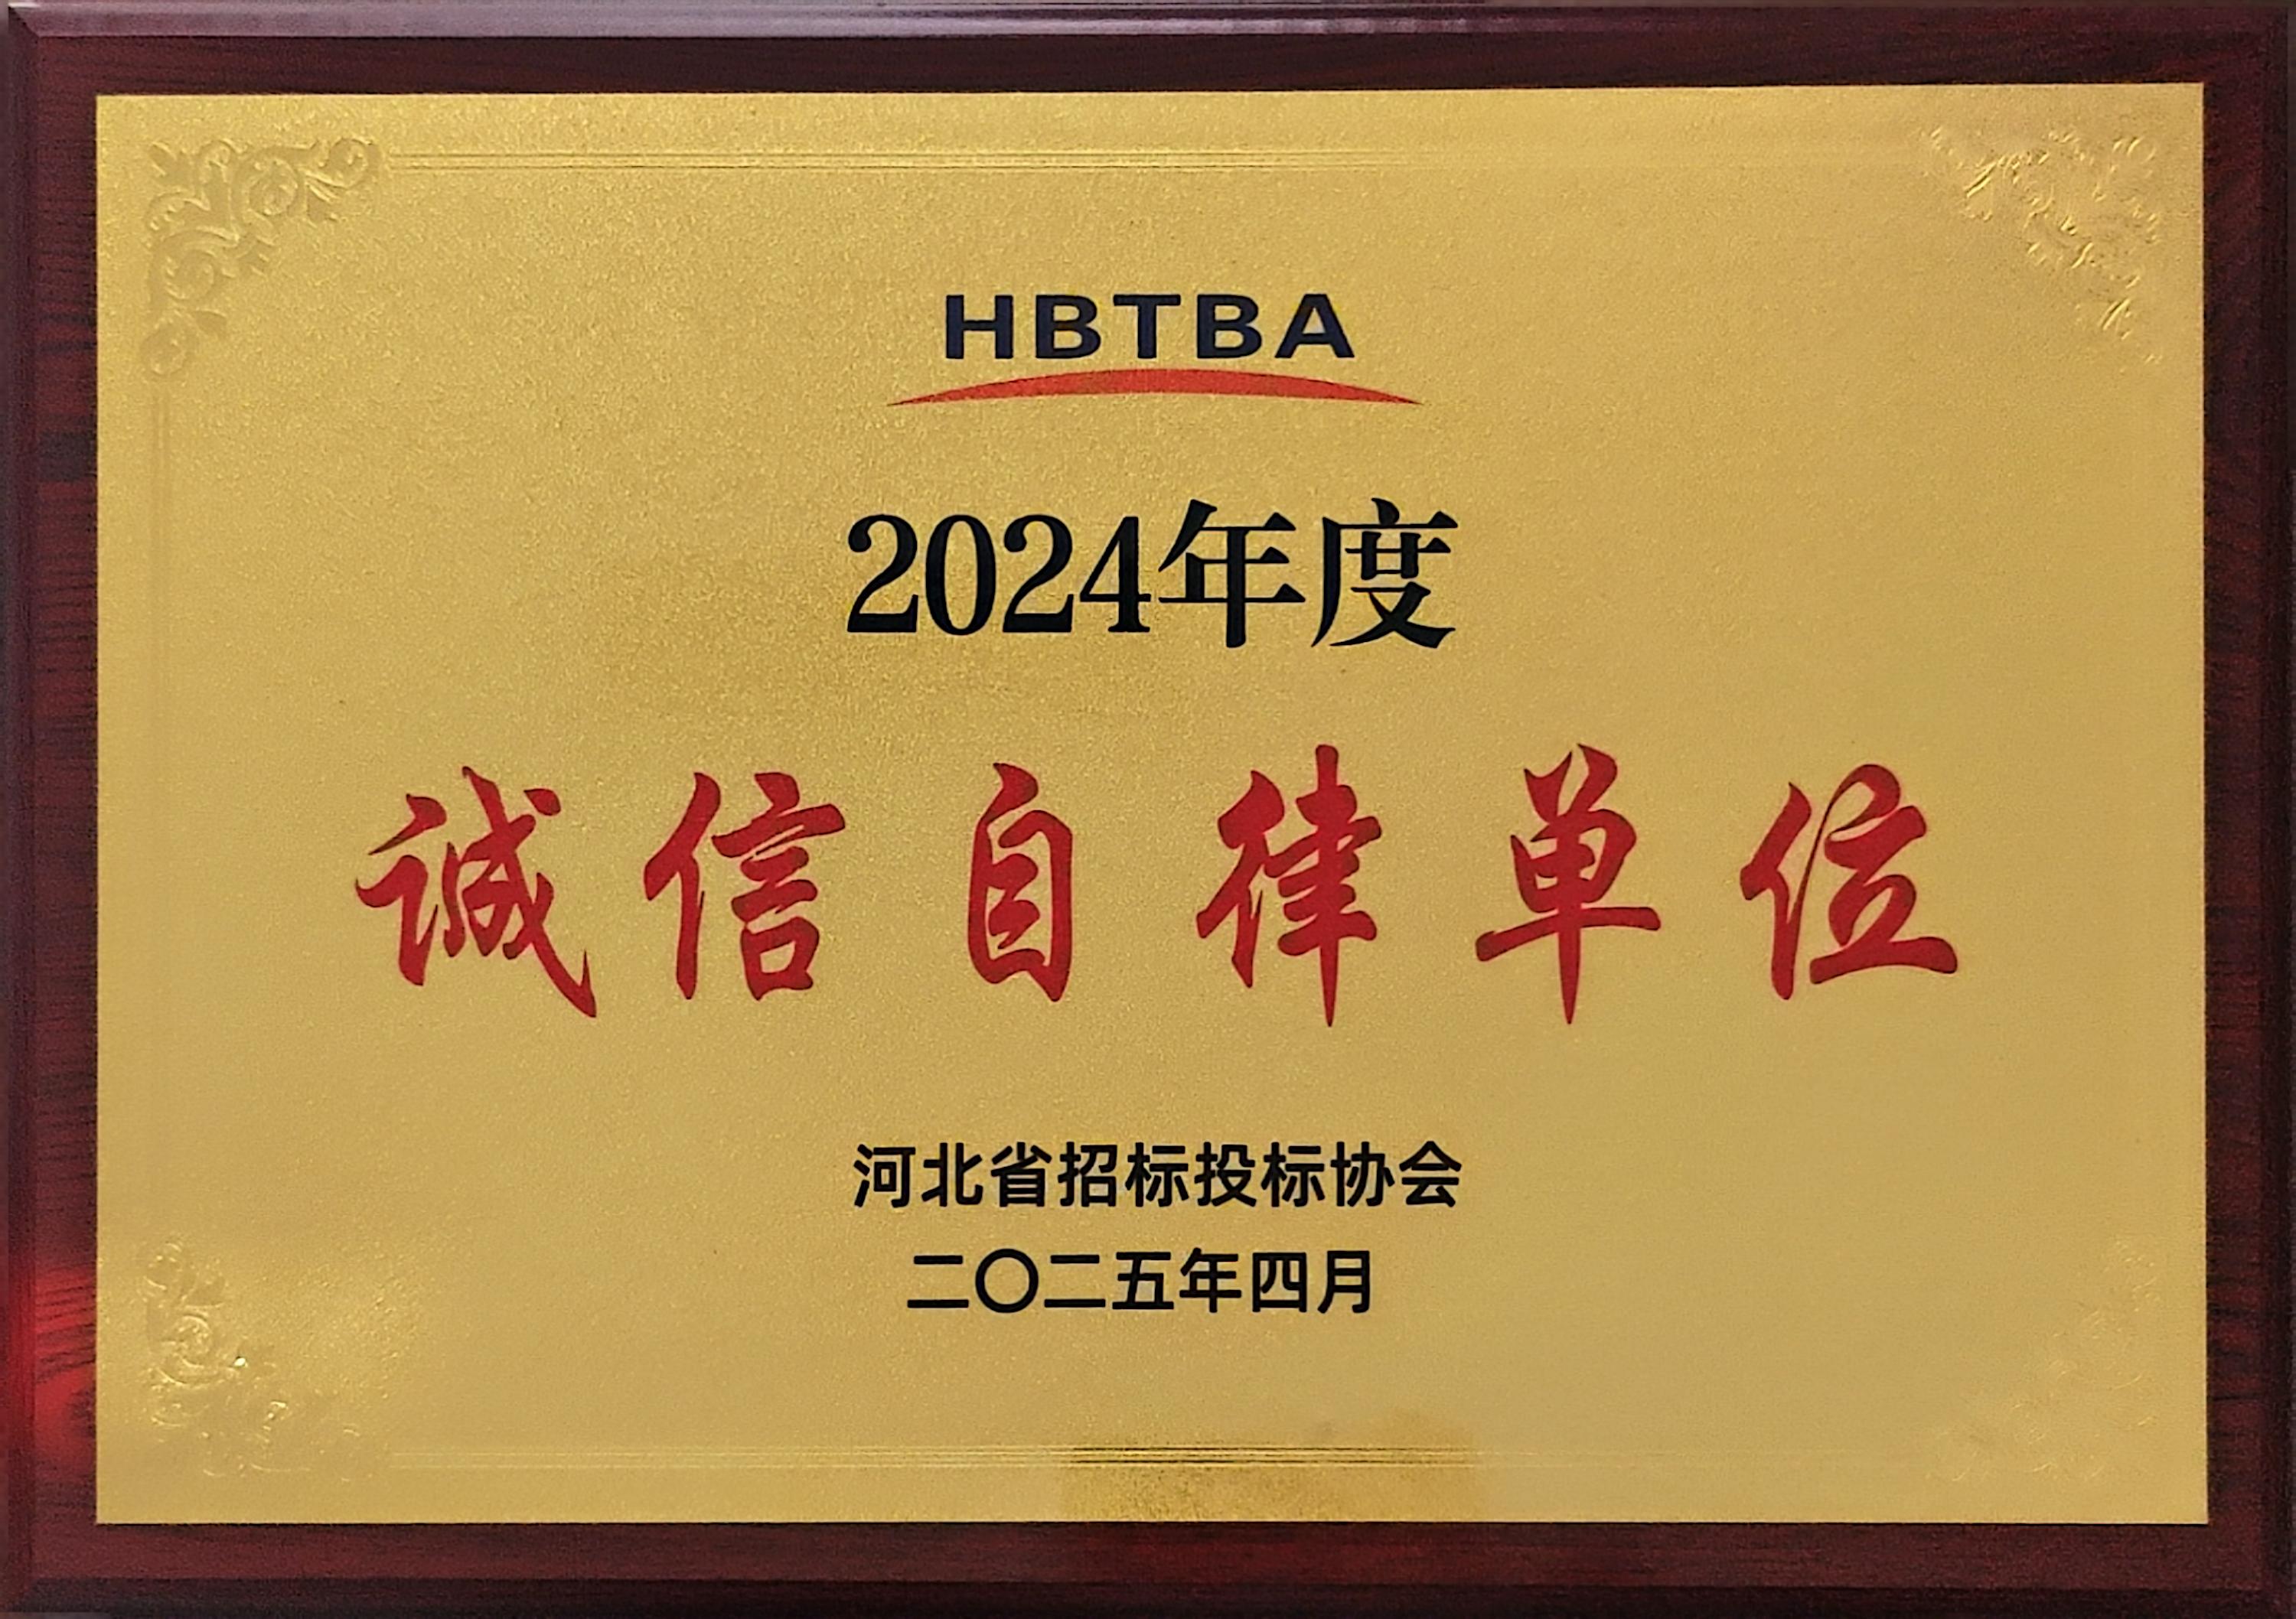 HBTBA
2024年度
诚信自律单位
河北省招标投标协会
二〇二五年四月